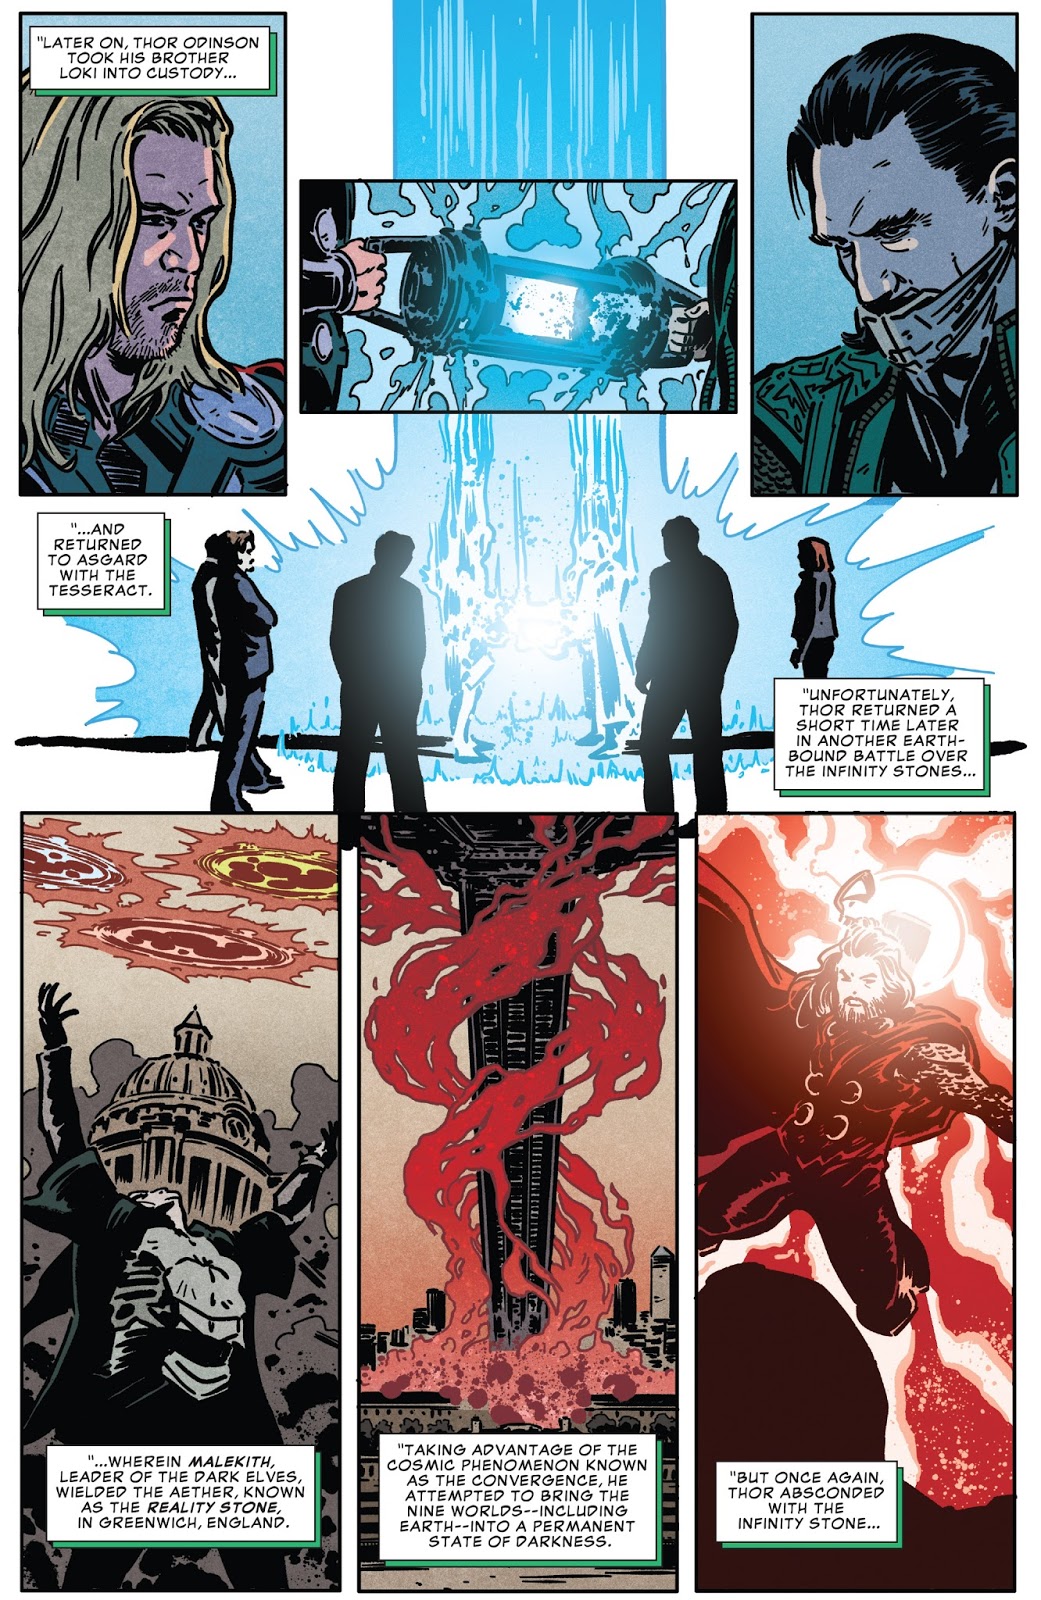 "LATER ON, THOR ODINSON
TOOK HIS BROTHER
LOKI INTO CUSTODY...
"...AND
RETURNED
TO ASGARD
WITH THE
TESSERACT.
"UNFORTUNATELY,
THOR RETURNED A
SHORT TIME LATER
IN ANOTHER EARTH-
BOUND BATTLE OVER
THE INFINITY STONES...
"...WHEREIN MALEKITH,
LEADER OF THE DARK ELVES,
WIELDED THE AETHER, KNOWN
AS THE REALITY STONE,
IN GREENWICH, ENGLAND.
"TAKING ADVANTAGE OF THE
COSMIC PHENOMENON KNOWN
AS THE CONVERGENCE, HE
ATTEMPTED TO BRING THE
NINE WORLDS--INCLUDING
EARTH--INTO A PERMANENT
STATE OF DARKNESS.
"BUT ONCE AGAIN,
THOR ABSCONDED
WITH THE
INFINITY STONE...